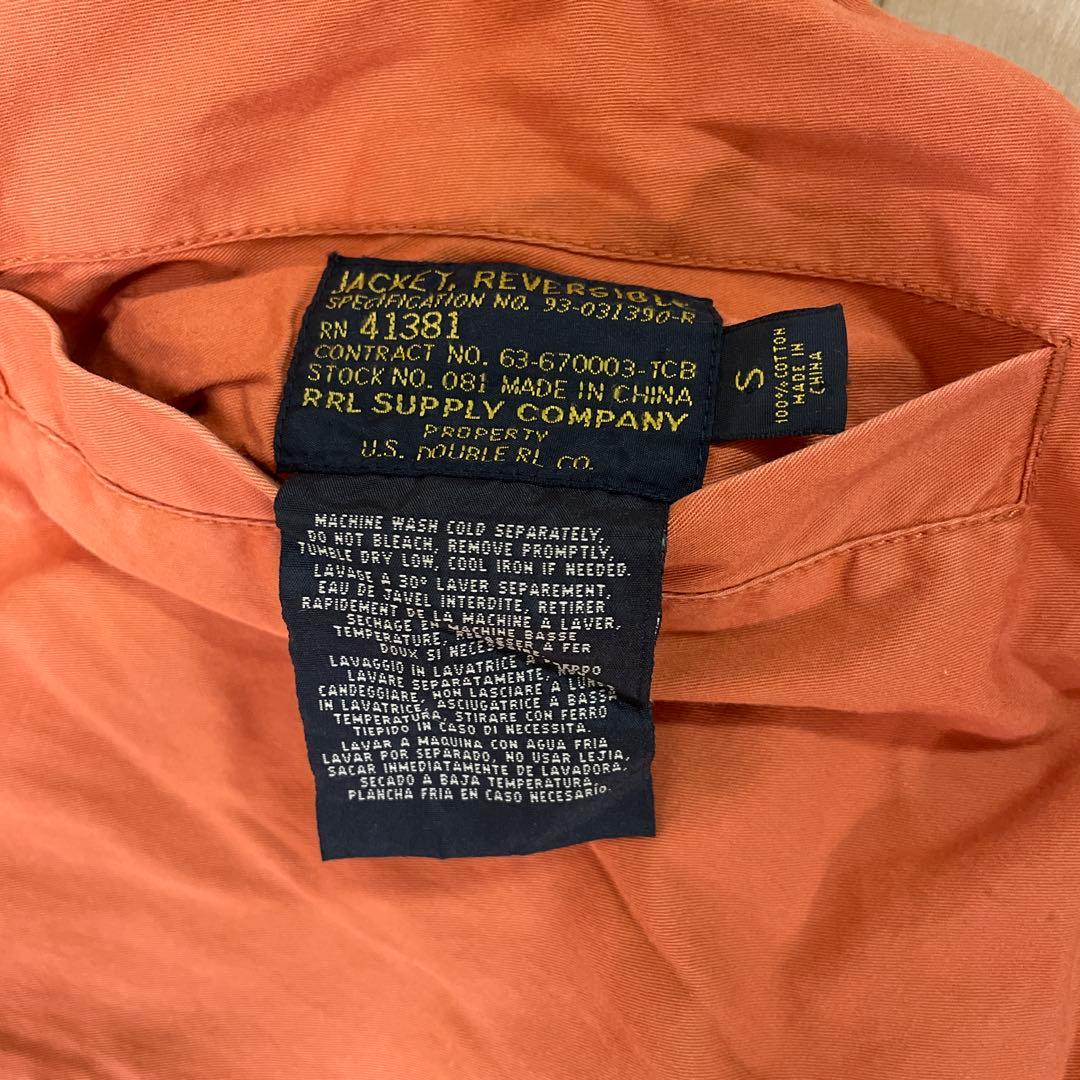 JACKET, REVERSIBLE
SPECIFICATION NO. 93-031390-R
RN 41381
CONTRACT NO. 63-670003-TCB
STOCK NO. 081 MADE IN CHINA
RRL SUPPLY COMPANY
PROPERTY
U.S. DOUBLE RL CO.
S
100% COTTON
MADE IN
CHINA
MACHINE WASH COLD SEPARATELY,
DO NOT BLEACH, REMOVE PROMPTLY,
TUMBLE DRY LOW, COOL IRON IF NEEDED.
LAVAGE A 30° LAVER SEPAREMENT,
EAU DE JAVEL INTERDITE, RETIRER
RAPIDEMENT DE LA MACHINE A LAVER,
SECHAGE EN MACHINE BASSE
TEMPERATURE, A FER
DOUX SI
LAVAGGIO IN LAVATRICE
LAVARE SEPARATAMENTE,
CANDEGGIARE, NON LASCIARE A LUNGO
IN LAVATRICE, ASCIUGATRICE A BASSA
TEMPERATURA, STIRARE CON FERRO
TIEPIDO IN CASO DI NECESSITA.
LAVAR A MAQUINA CON AGUA FRIA
LAVAR POR SEPARADO, NO USAR LEJIA,
SACAR INMEDIATAMENTE DE LAVADORA,
SECADO A BAJA TEMPERATURA.
PLANCHA FRIA EN CASO NECESARIO.